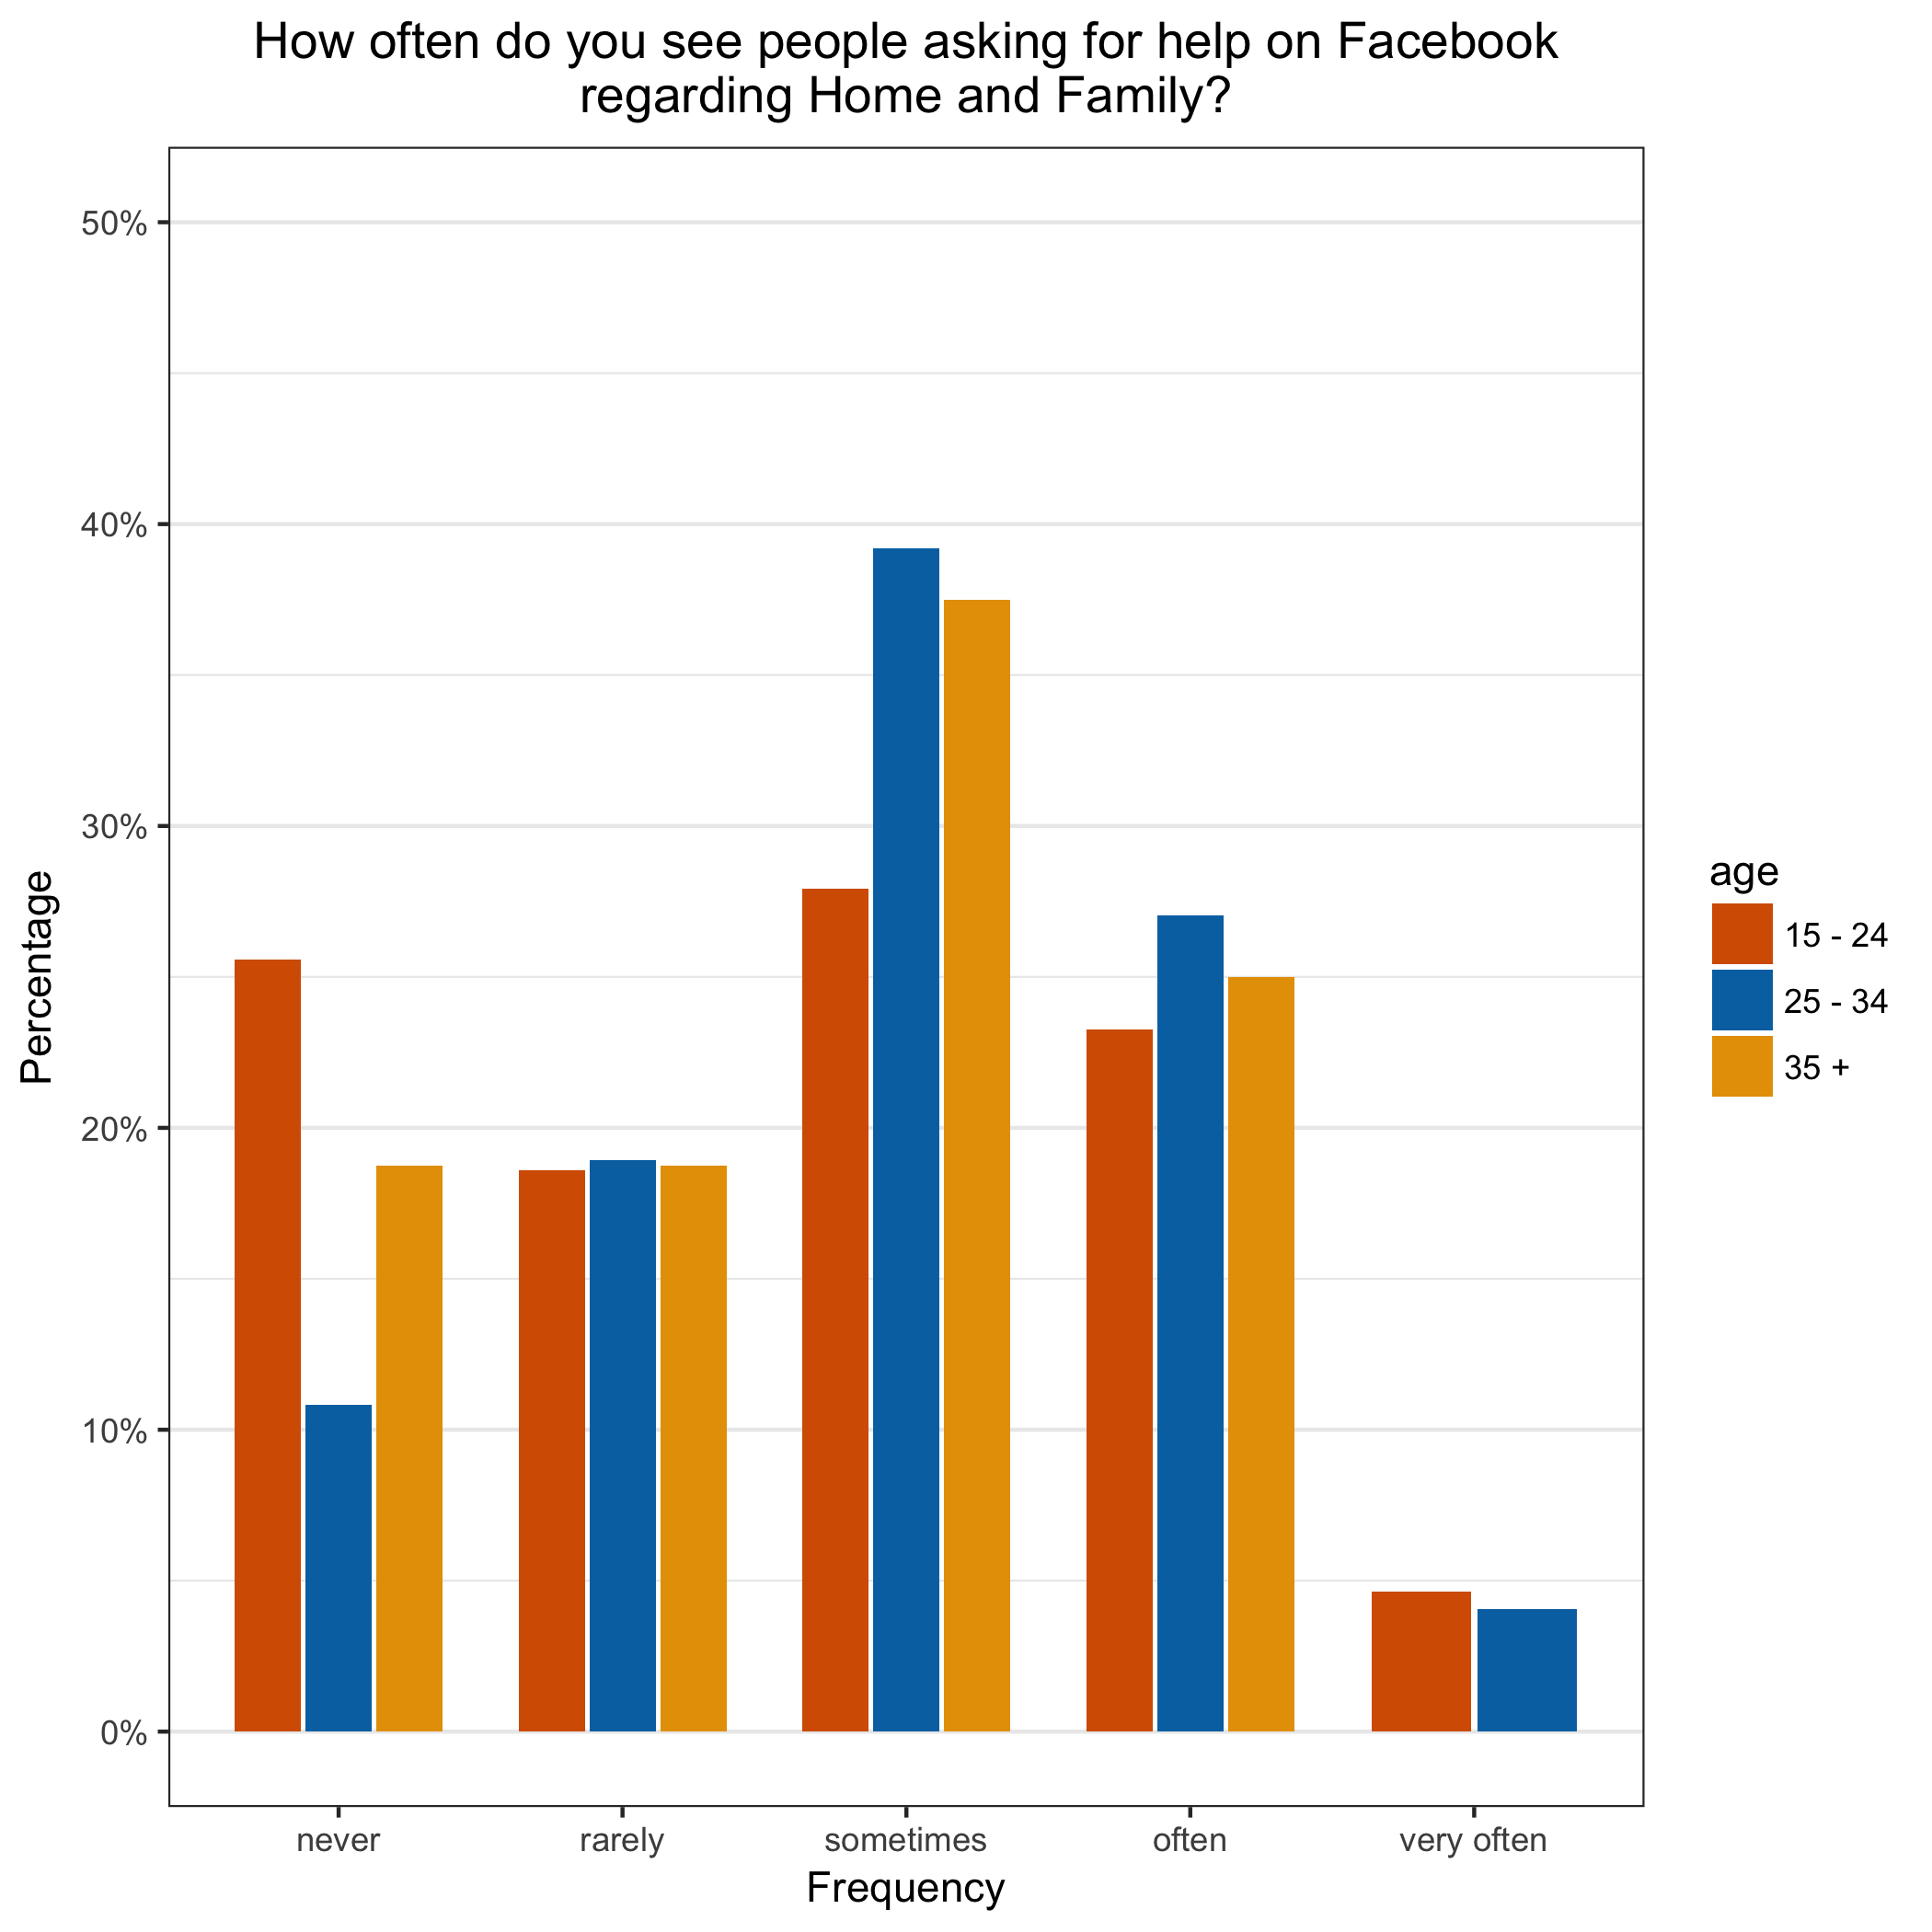 How often do you see people asking for help on Facebook
regarding Home and Family?
50%
40%
30%
20%
10%
0%
Percentage
never
rarely
sometimes
often
very often
Frequency
age
15 - 24
25 - 34
35 +